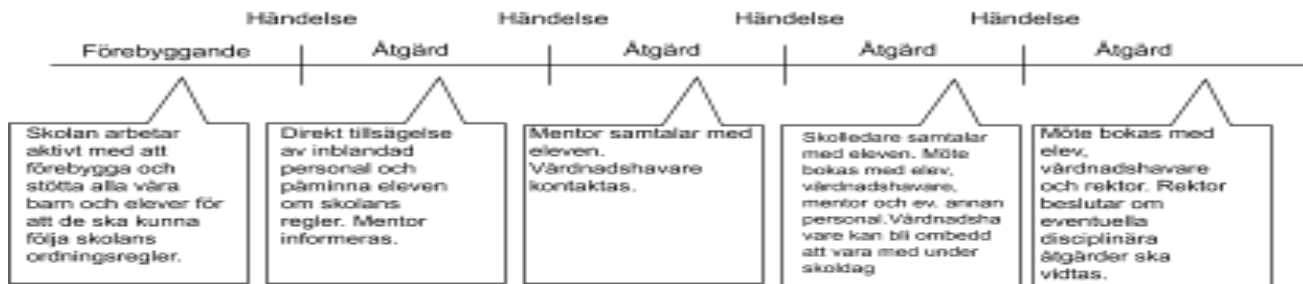 Händelse Händelse Händelse Händelse
Förebyggande Åtgärd Åtgärd Åtgärd Åtgärd
Skolan arbetar
aktivt med att
förebygga och
stötta alla våra
barn och elever för
att de ska kunna
följa skolans
ordningsregler.
Direkt tillsägelse
av inblandad
personal och
påminna eleven
om skolans
regler. Mentor
informeras.
Mentor samtalar med
eleven.
Vårdnadshavare
kontaktas.
Skolledare samtalar
med eleven. Möte
bokas med elev,
vårdnadshavare,
mentor och ev. annan
personal.Vårdnadsha
vare kan bli ombedd
att vara med under
skoldag
Möte bokas med
elev,
vårdnadshavare
och rektor. Rektor
beslutar om
eventuella
disciplinära
åtgärder ska
vidtas.